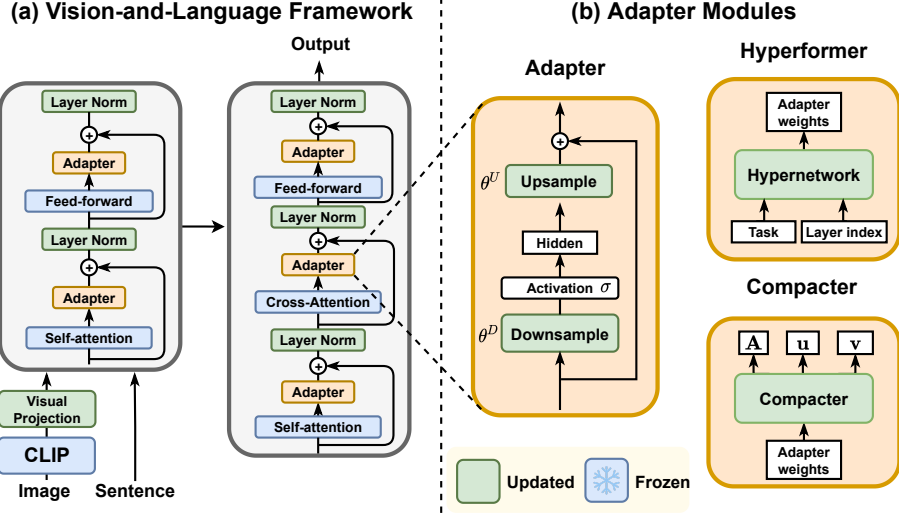 (a) Vision-and-Language Framework
Output
Layer Norm
+
Adapter
Feed-forward
Layer Norm
+
Adapter
Self-attention
Visual
Projection
CLIP
Image
Sentence
Layer Norm
+
Adapter
Feed-forward
Layer Norm
+
Adapter
Cross-Attention
Layer Norm
+
Adapter
Self-attention
(b) Adapter Modules
Adapter
+
θ^U
Upsample
Hidden
Activation σ
θ^D
Downsample
Updated
Frozen
Hyperformer
Adapter
weights
Hypernetwork
Task
Layer index
Compacter
A
u
v
Compacter
Adapter
weights